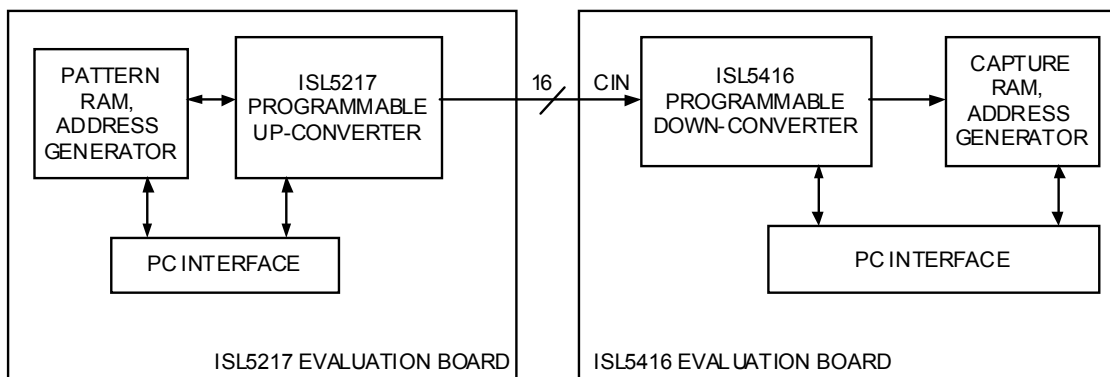 PATTERN
RAM,
ADDRESS
GENERATOR
ISL5217
PROGRAMMABLE
UP-CONVERTER
PC INTERFACE
ISL5217 EVALUATION BOARD
16
CIN
ISL5416
PROGRAMMABLE
DOWN-CONVERTER
CAPTURE
RAM,
ADDRESS
GENERATOR
PC INTERFACE
ISL5416 EVALUATION BOARD